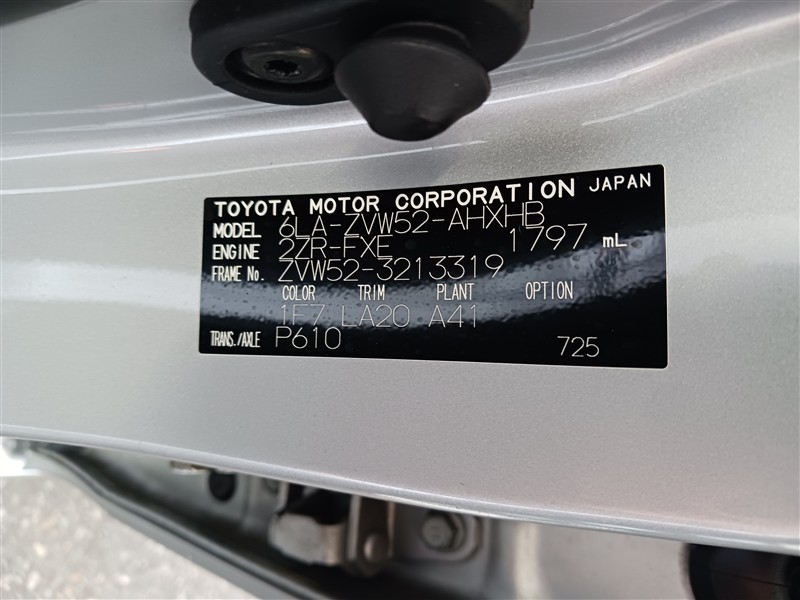 TOYOTA MOTOR CORPORATION JAPAN
MODEL 6LA-ZVW52-AHXHB
ENGINE 2ZR-FXE 1797 mL
FRAME No. ZVW52-3213319
COLOR TRIM PLANT OPTION
1F7 LA20 A41
TRANS./AXLE P610 725